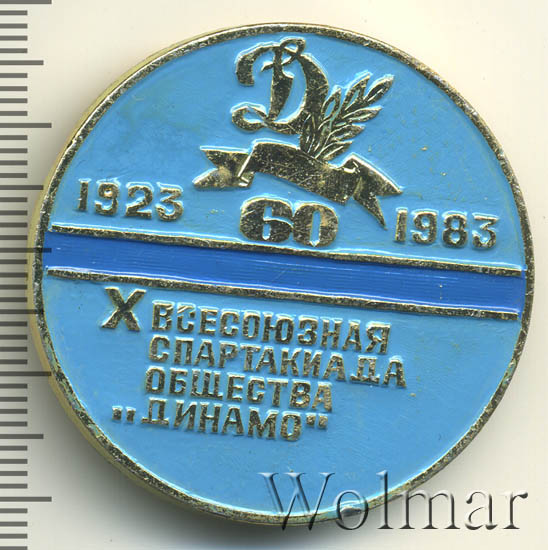 Д
1923 60 1983
X ВСЕСОЮЗНАЯ
СПАРТАКИАДА
ОБЩЕСТВА
„ДИНАМО"
Wolmar